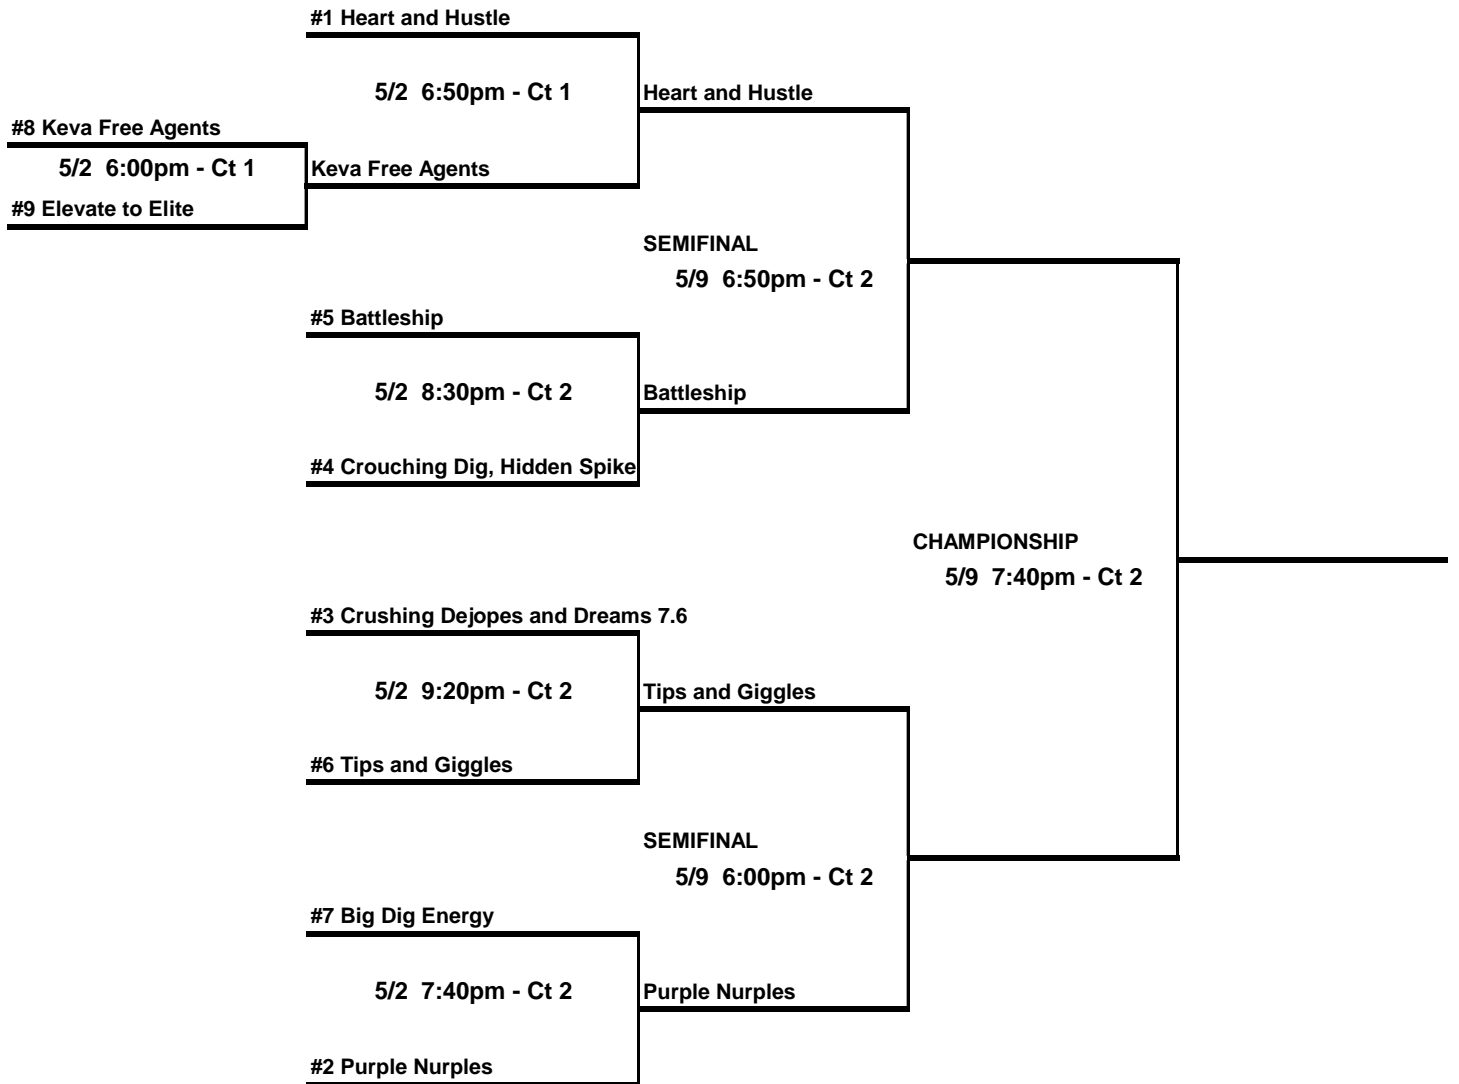 #1 Heart and Hustle
5/2  6:50pm - Ct 1
Heart and Hustle
#8 Keva Free Agents
5/2  6:00pm - Ct 1
Keva Free Agents
#9 Elevate to Elite
SEMIFINAL
5/9  6:50pm - Ct 2
#5 Battleship
5/2  8:30pm - Ct 2
Battleship
#4 Crouching Dig, Hidden Spike
CHAMPIONSHIP
5/9  7:40pm - Ct 2
#3 Crushing Dejopes and Dreams 7.6
5/2  9:20pm - Ct 2
Tips and Giggles
#6 Tips and Giggles
SEMIFINAL
5/9  6:00pm - Ct 2
#7 Big Dig Energy
5/2  7:40pm - Ct 2
Purple Nurples
#2 Purple Nurples